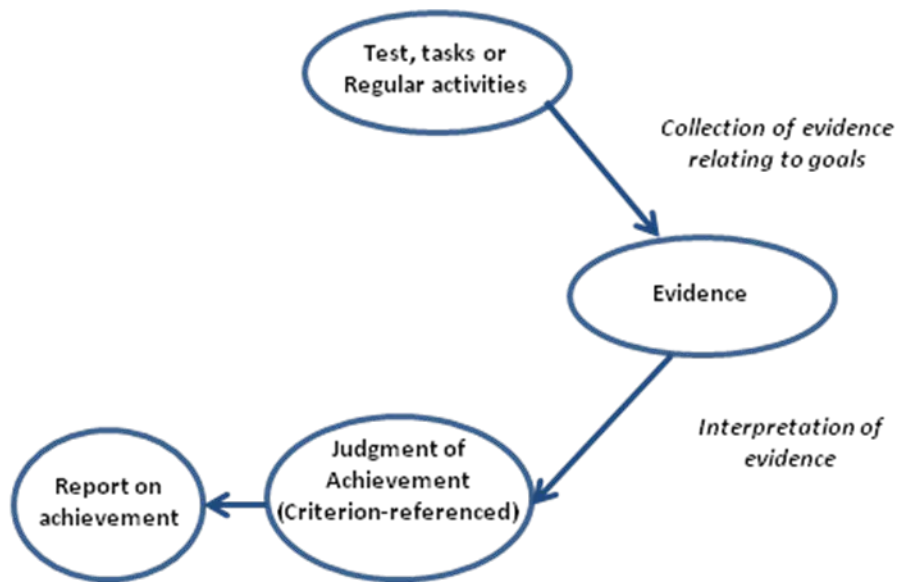 Test, tasks or
Regular activities
Collection of evidence
relating to goals
Evidence
Interpretation of
evidence
Judgment of
Achievement
(Criterion-referenced)
Report on
achievement